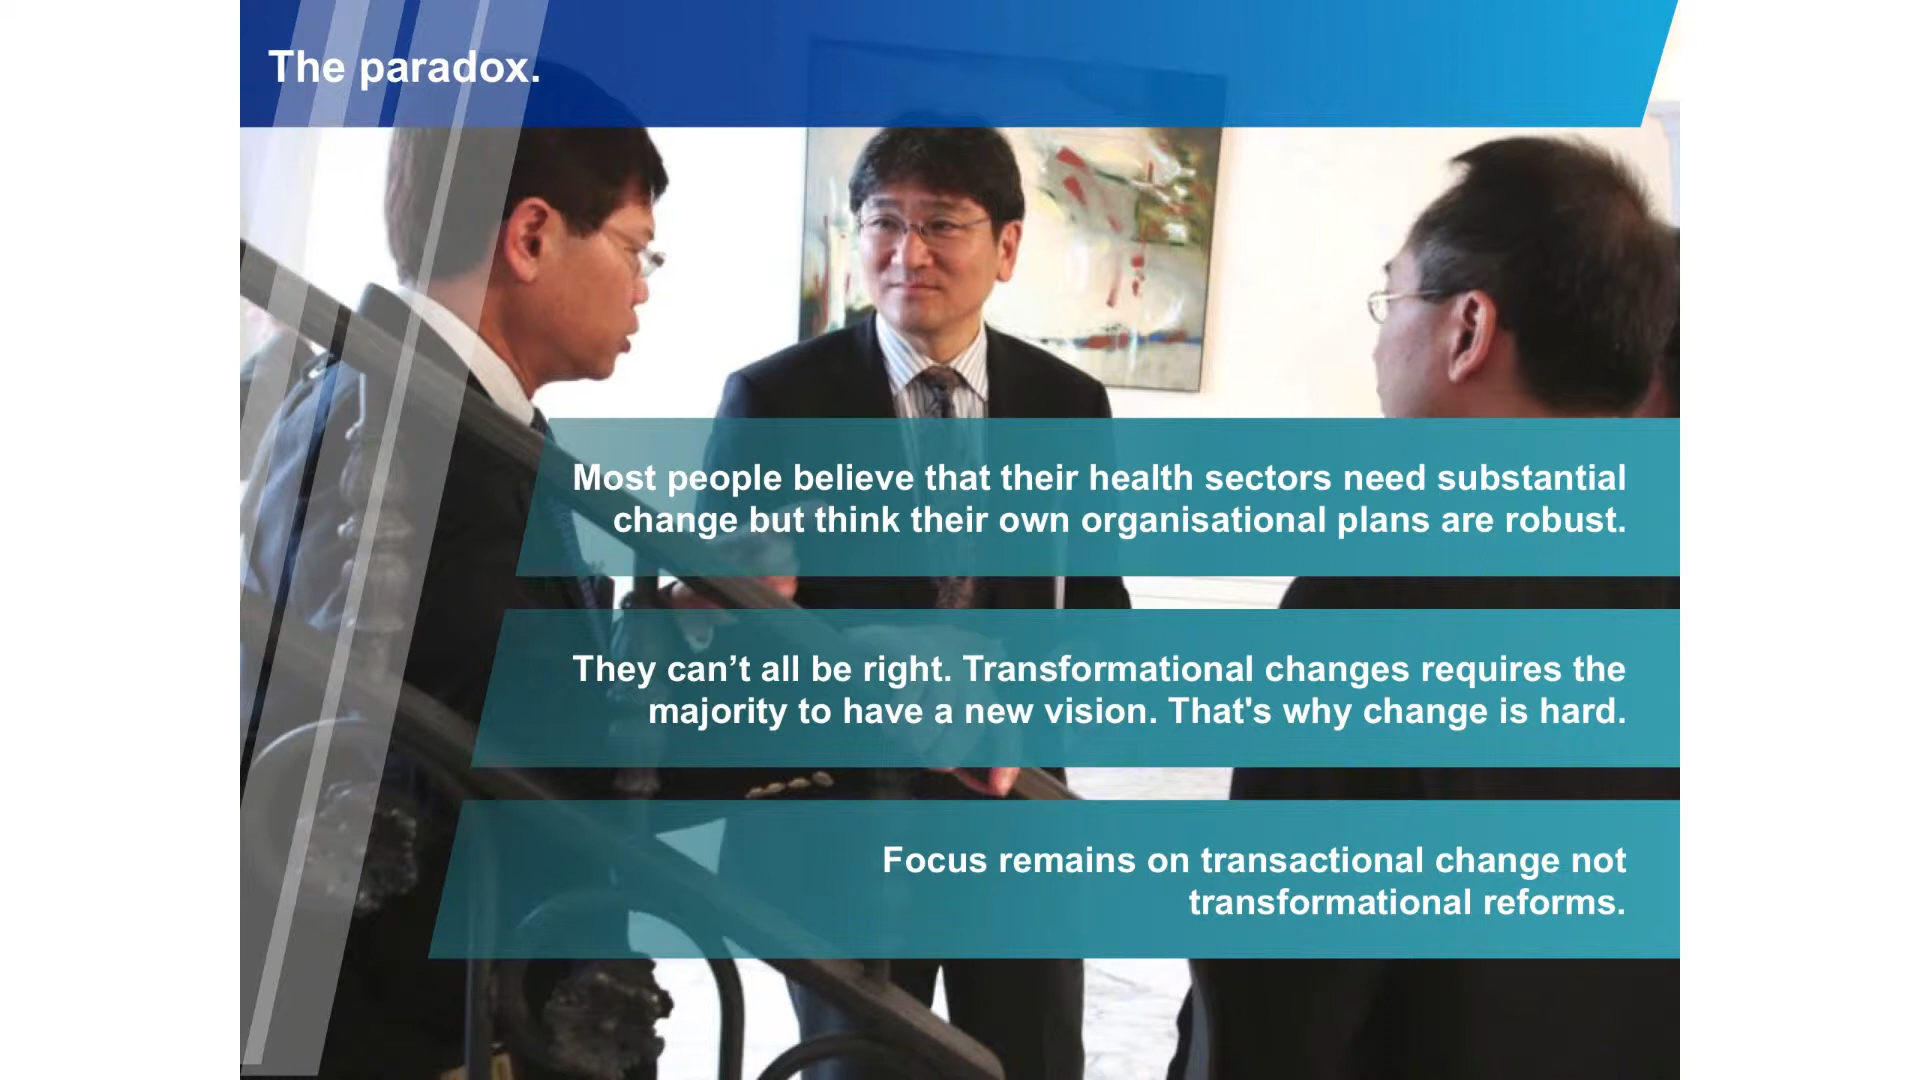 The paradox.
Most people believe that their health sectors need substantial
change but think their own organisational plans are robust.
They can’t all be right. Transformational changes requires the
majority to have a new vision. That's why change is hard.
Focus remains on transactional change not
transformational reforms.